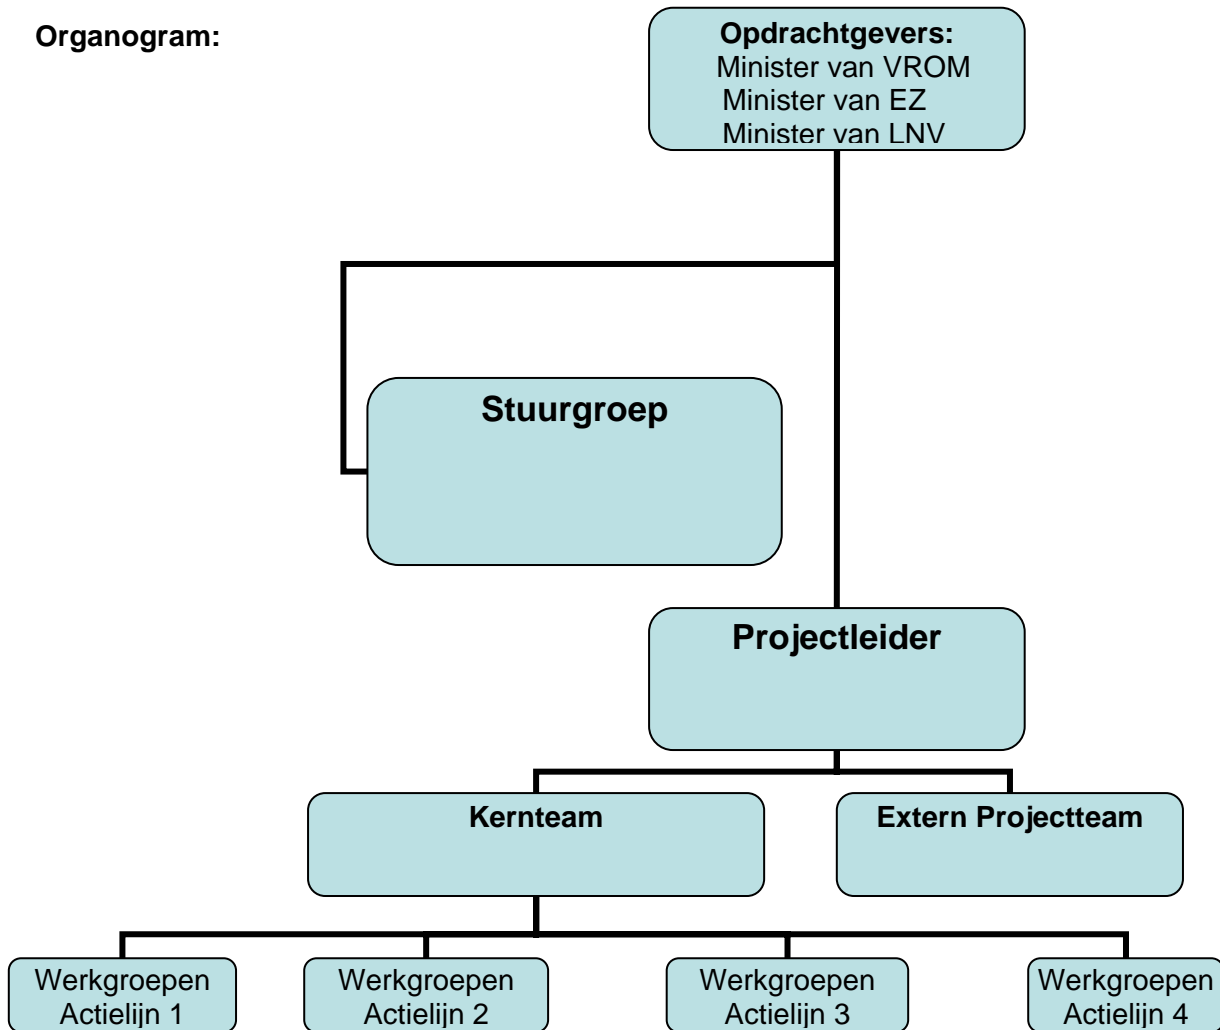 Organogram:
Opdrachtgevers:
Minister van VROM
Minister van EZ
Minister van LNV
Stuurgroep
Projectleider
Kernteam
Extern Projectteam
Werkgroepen
Actielijn 1
Werkgroepen
Actielijn 2
Werkgroepen
Actielijn 3
Werkgroepen
Actielijn 4